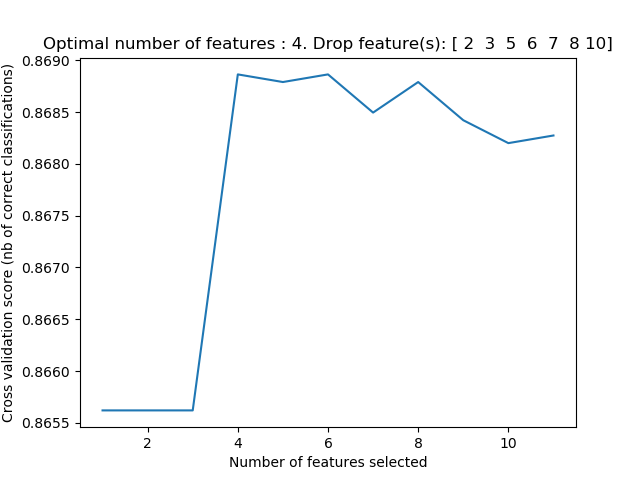 Optimal number of features : 4. Drop feature(s): [ 2  3  5  6  7  8 10]
Cross validation score (nb of correct classifications)
0.8690
0.8685
0.8680
0.8675
0.8670
0.8665
0.8660
0.8655
2 4 6 8 10
Number of features selected